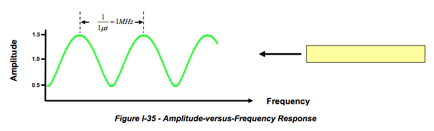 1/1μs = 1MHz
Amplitude
1.5
1.0
0.5
Frequency
Figure I-35 - Amplitude-versus-Frequency Response